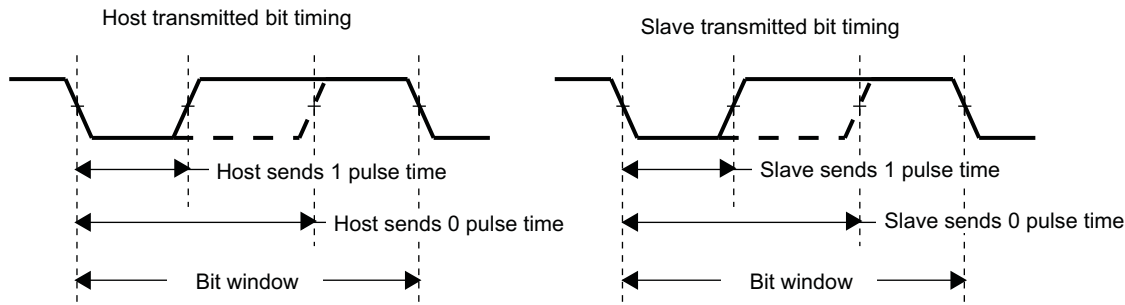 Host transmitted bit timing
Host sends 1 pulse time
Host sends 0 pulse time
Bit window
Slave transmitted bit timing
Slave sends 1 pulse time
Slave sends 0 pulse time
Bit window